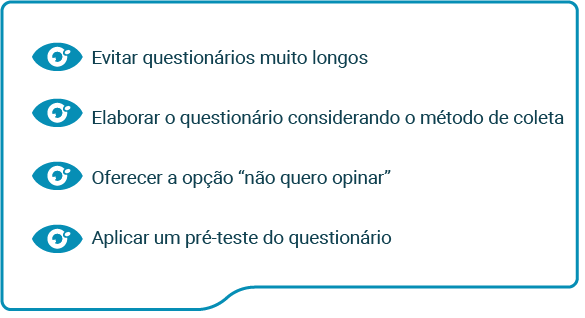 Evitar questionários muito longos
Elaborar o questionário considerando o método de coleta
Oferecer a opção “não quero opinar”
Aplicar um pré-teste do questionário